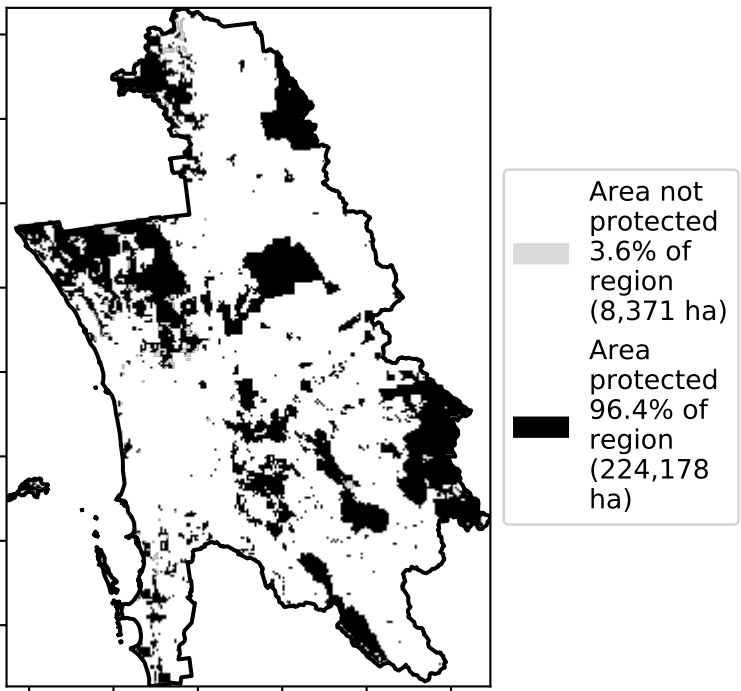 Area not
protected
3.6% of
region
(8,371 ha)
Area
protected
96.4% of
region
(224,178
ha)